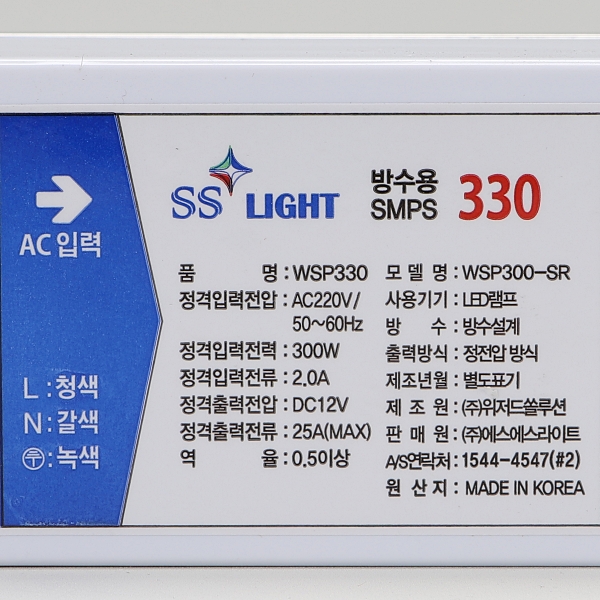 AC 입력
L : 청색
N : 갈색
㉾ : 녹색
SS LIGHT
방수용 SMPS 330
품 명 : WSP330
정격입력전압 : AC220V/
50~60Hz
정격입력전력 : 300W
정격입력전류 : 2.0A
정격출력전압 : DC12V
정격출력전류 : 25A(MAX)
역 율 : 0.5이상
모 델 명 : WSP300-SR
사용기기 : LED램프
방 수 : 방수설계
출력방식 : 정전압 방식
제조년월 : 별도표기
제 조 원 : (주)위저드쏠루션
판 매 원 : (주)에스에스라이트
A/S연락처 : 1544-4547(#2)
원 산 지 : MADE IN KOREA